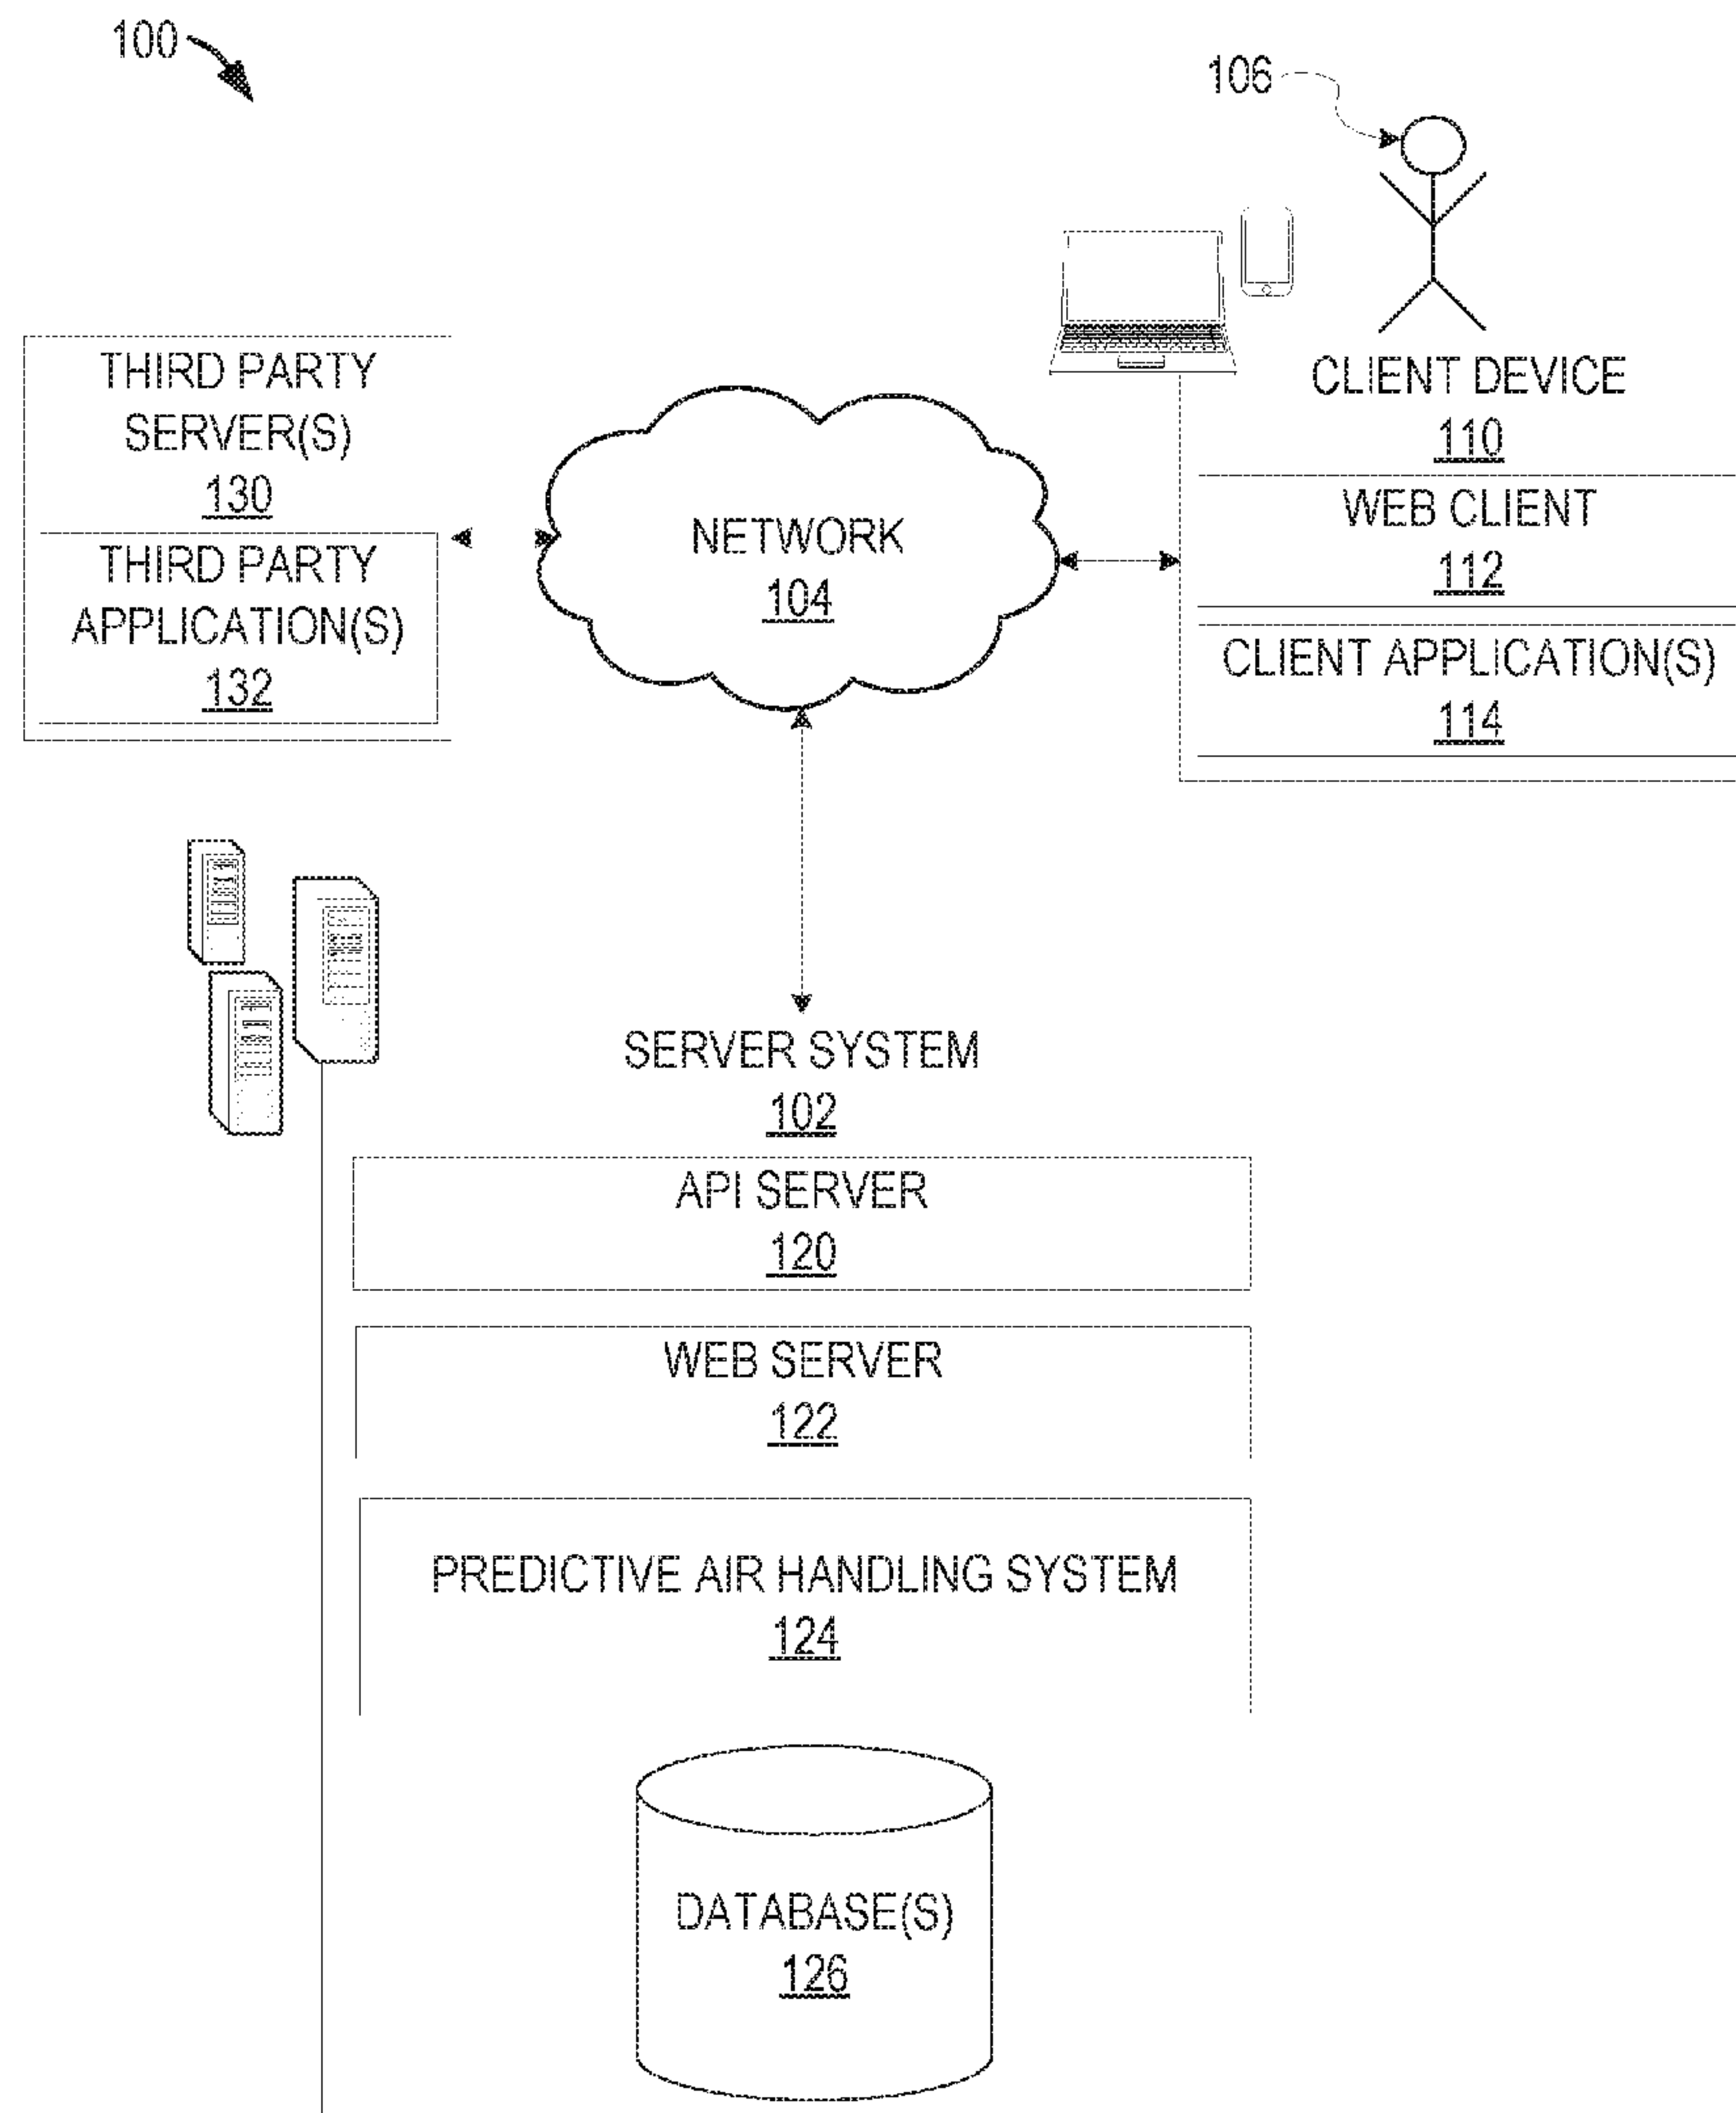 100
106
THIRD PARTY
SERVER(S)
130
THIRD PARTY
APPLICATION(S)
132
NETWORK
104
CLIENT DEVICE
110
WEB CLIENT
112
CLIENT APPLICATION(S)
114
SERVER SYSTEM
102
API SERVER
120
WEB SERVER
122
PREDICTIVE AIR HANDLING SYSTEM
124
DATABASE(S)
126